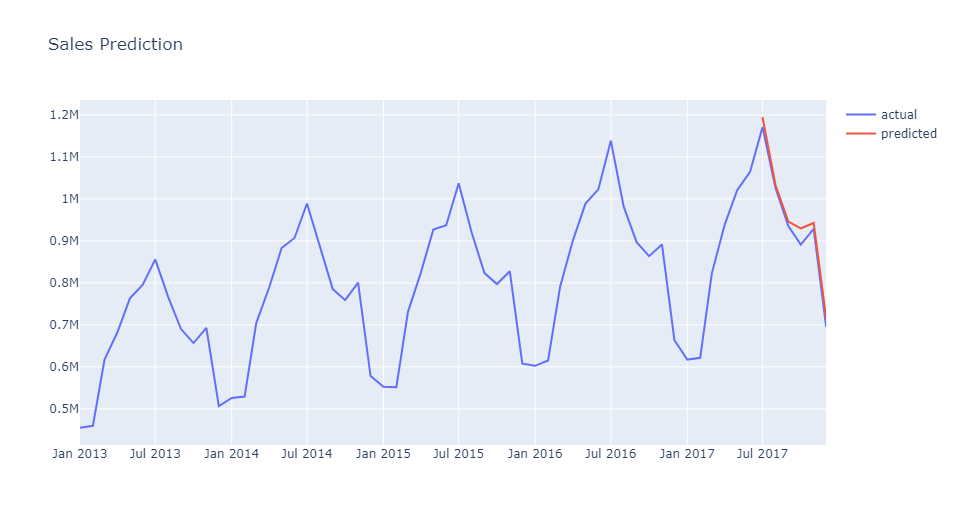 Sales Prediction
1.2M
1.1M
1M
0.9M
0.8M
0.7M
0.6M
0.5M
Jan 2013 Jul 2013 Jan 2014 Jul 2014 Jan 2015 Jul 2015 Jan 2016 Jul 2016 Jan 2017 Jul 2017
actual
predicted